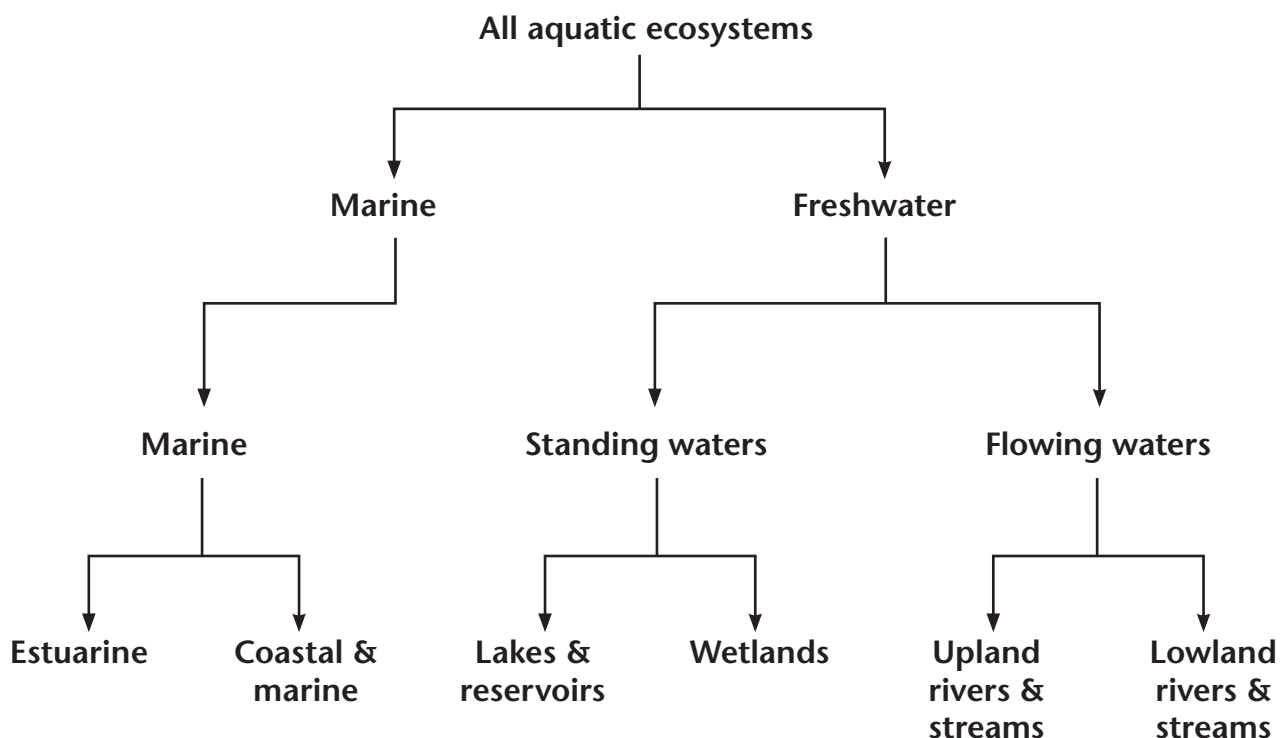 All aquatic ecosystems
Marine
Freshwater
Marine
Standing waters
Flowing waters
Estuarine
Coastal &
marine
Lakes &
reservoirs
Wetlands
Upland
rivers &
streams
Lowland
rivers &
streams